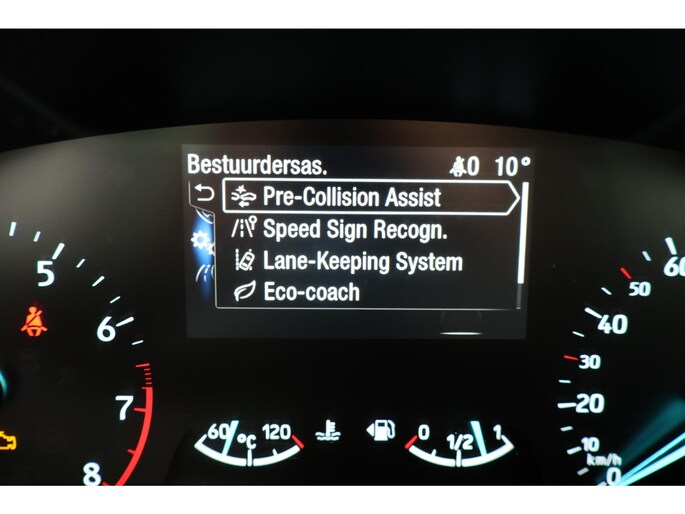 Bestuurdersas. 0 10°
Pre-Collision Assist
Speed Sign Recogn.
Lane-Keeping System
Eco-coach
5
6
7
8
60 °C 120
0 1/2 1
60
50
40
30
20
10
km/h
0